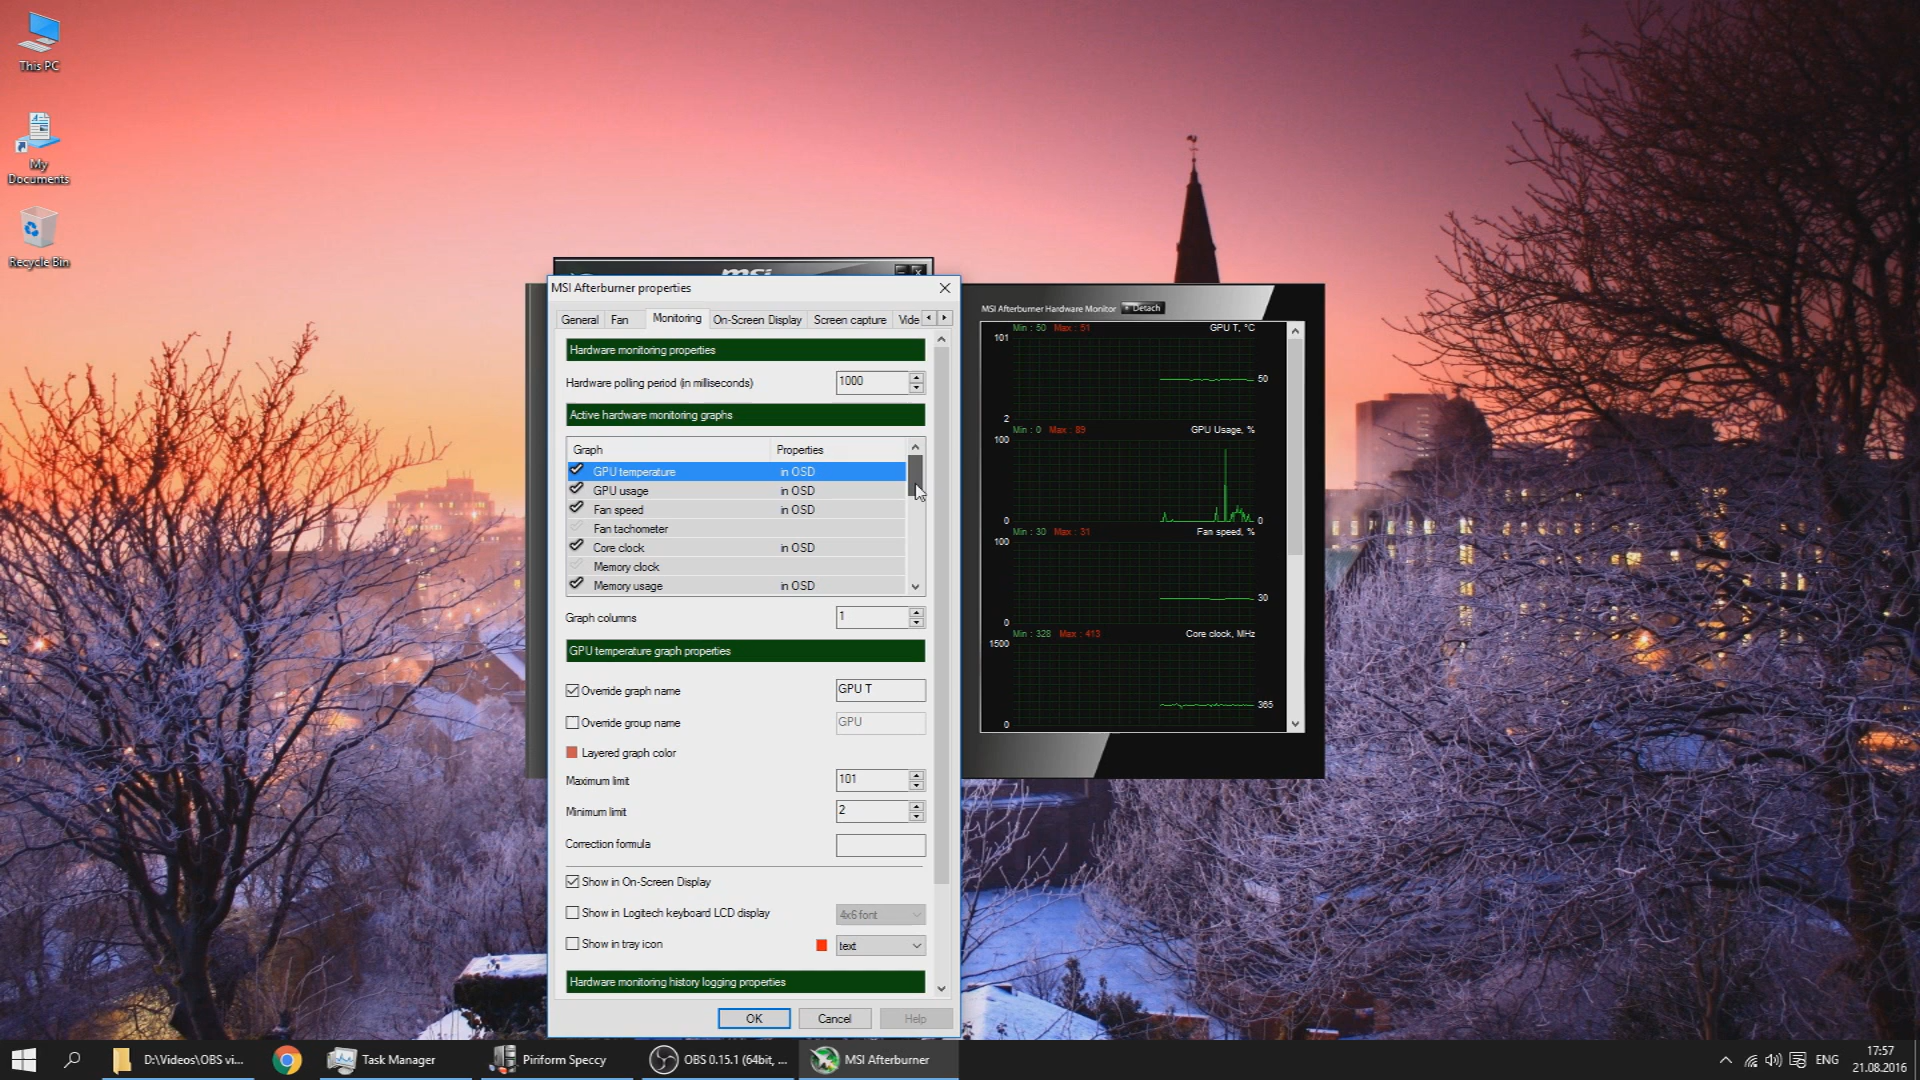 This PC
My
Documents
Recycle Bin
msi
MSI Afterburner properties
General
Fan
Monitoring
On-Screen Display
Screen capture
Vide
Hardware monitoring properties
Hardware polling period (in milliseconds)
1000
Active hardware monitoring graphs
Graph
Properties
GPU temperature
in OSD
GPU usage
in OSD
Fan speed
in OSD
Fan tachometer
Core clock
in OSD
Memory clock
Memory usage
in OSD
Graph columns
1
GPU temperature graph properties
Override graph name
GPU T
Override group name
GPU
Layered graph color
Maximum limit
101
Minimum limit
2
Correction formula
Show in On-Screen Display
Show in Logitech keyboard LCD display
4x6 font
Show in tray icon
text
Hardware monitoring history logging properties
OK
Cancel
Help
MSI Afterburner Hardware Monitor
Detach
Min : 50 Max : 51
GPU T, °C
101
50
2
Min : 0 Max : 89
GPU Usage, %
100
0
0
Min : 30 Max : 31
Fan speed, %
100
30
0
Min : 328 Max : 413
Core clock, MHz
1500
365
0
D:\Videos\OBS vi...
Task Manager
Piriform Speccy
OBS 0.15.1 (64bit, ...
MSI Afterburner
ENG
17:57
21.08.2016